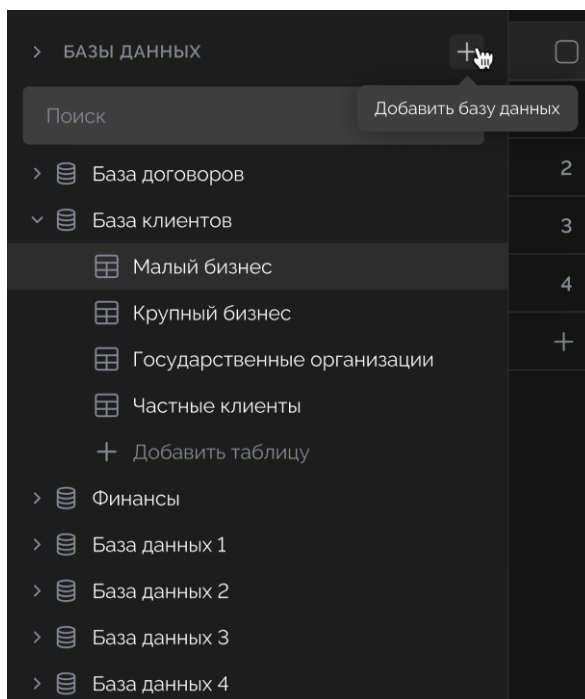 БАЗЫ ДАННЫХ
Поиск
Добавить базу данных
База договоров
2
База клиентов
3
Малый бизнес
4
Крупный бизнес
Государственные организации
Частные клиенты
Добавить таблицу
Финансы
База данных 1
База данных 2
База данных 3
База данных 4